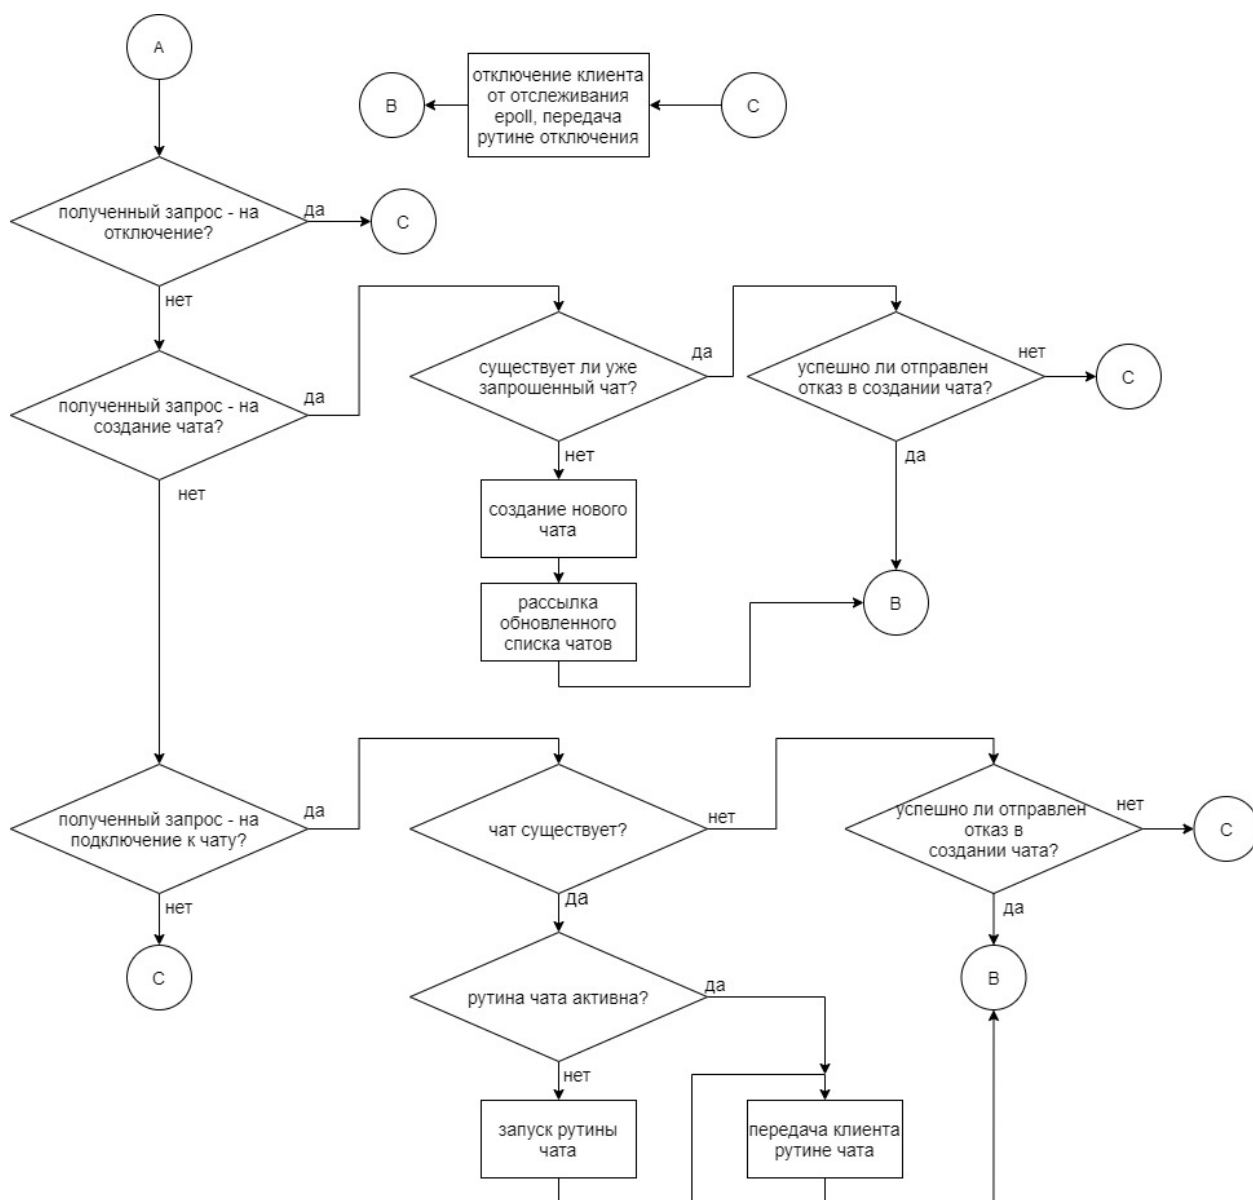 A
B
отключение клиента
от отслеживания
epoll, передача
рутине отключения
C
полученный запрос - на
отключение?
да
C
нет
полученный запрос - на
создание чата?
да
существует ли уже
запрошенный чат?
да
успешно ли отправлен
отказ в создании чата?
нет
C
нет
нет
да
создание нового
чата
рассылка
обновленного
списка чатов
B
полученный запрос - на
подключение к чату?
да
чат существует?
нет
успешно ли отправлен
отказ в
создании чата?
нет
C
нет
да
да
C
рутина чата активна?
да
B
нет
запуск рутины
чата
передача клиента
рутине чата